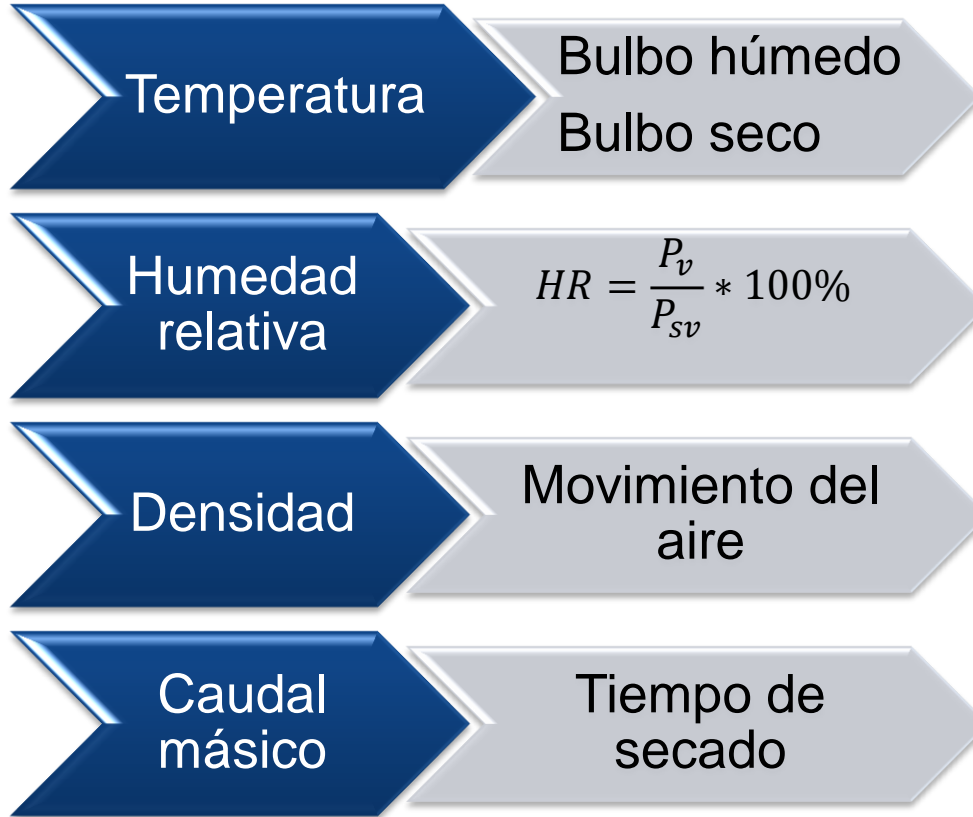 Temperatura
Bulbo húmedo
Bulbo seco
Humedad
relativa
HR = P_v / P_sv * 100%
Densidad
Movimiento del
aire
Caudal
másico
Tiempo de
secado